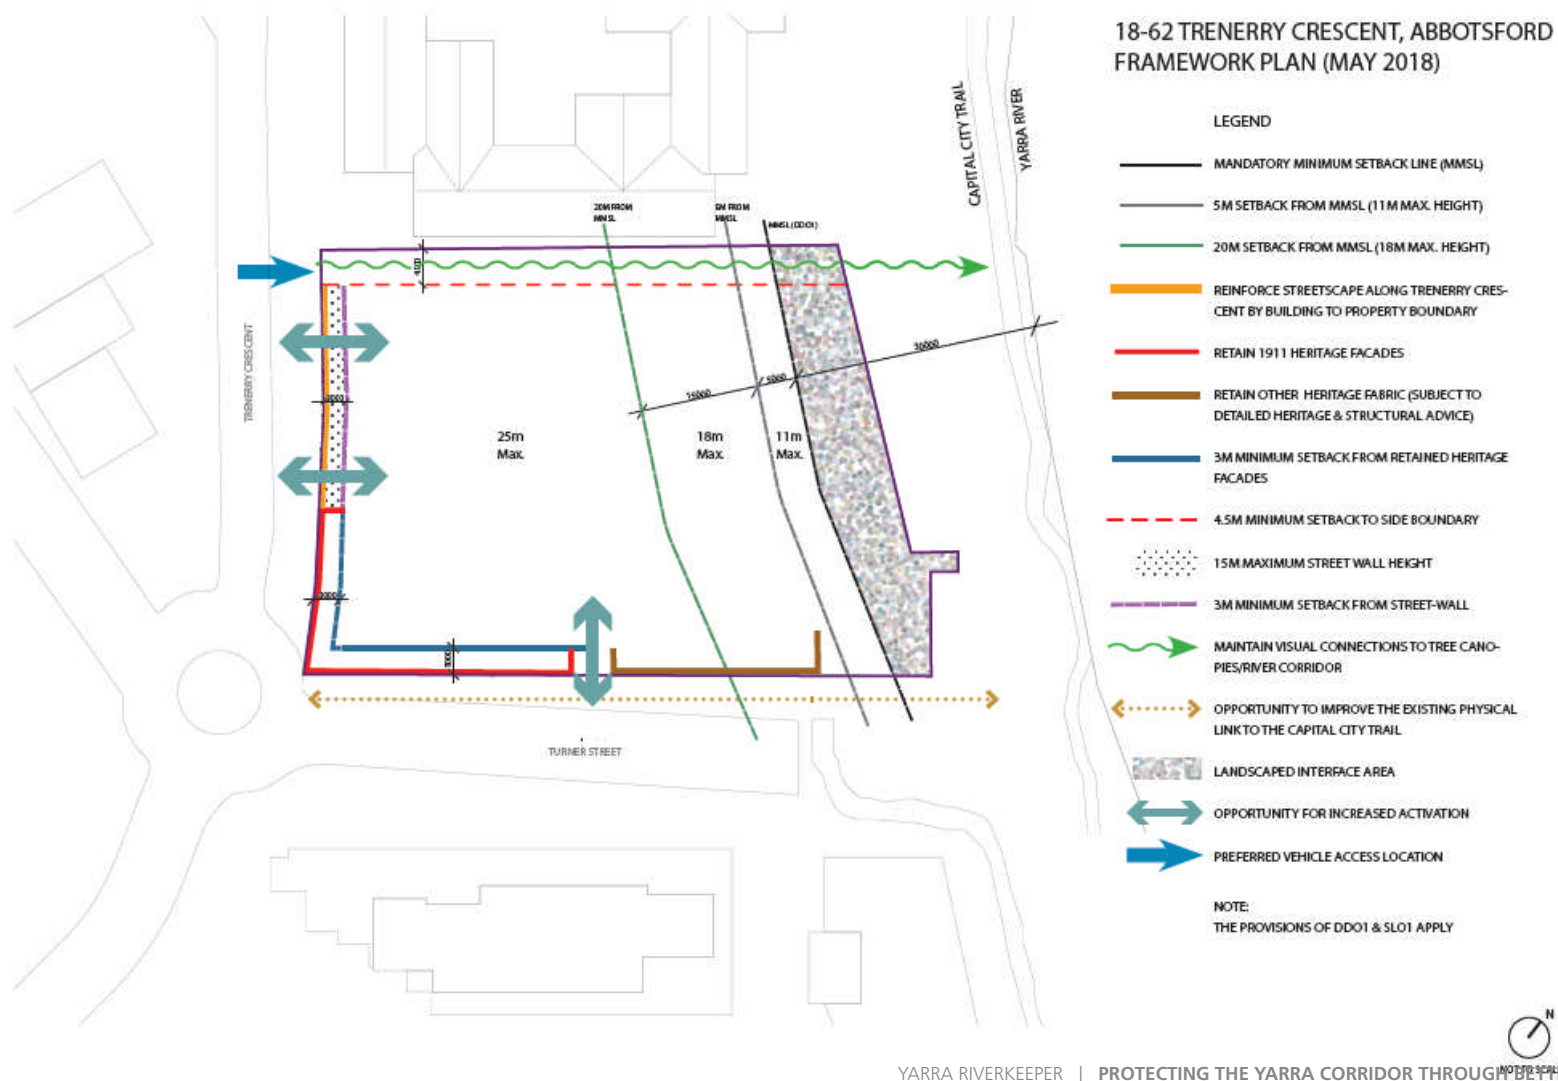 18-62 TRENERRY CRESCENT, ABBOTSFORD
FRAMEWORK PLAN (MAY 2018)
LEGEND
MANDATORY MINIMUM SETBACK LINE (MMSL)
5M SETBACK FROM MMSL (11M MAX. HEIGHT)
20M SETBACK FROM MMSL (18M MAX. HEIGHT)
REINFORCE STREETSCAPE ALONG TRENERRY CRES-
CENT BY BUILDING TO PROPERTY BOUNDARY
RETAIN 1911 HERITAGE FACADES
RETAIN OTHER HERITAGE FABRIC (SUBJECT TO
DETAILED HERITAGE & STRUCTURAL ADVICE)
3M MINIMUM SETBACK FROM RETAINED HERITAGE
FACADES
4.5M MINIMUM SETBACK TO SIDE BOUNDARY
15M MAXIMUM STREET WALL HEIGHT
3M MINIMUM SETBACK FROM STREET-WALL
MAINTAIN VISUAL CONNECTIONS TO TREE CANO-
PIES/RIVER CORRIDOR
OPPORTUNITY TO IMPROVE THE EXISTING PHYSICAL
LINK TO THE CAPITAL CITY TRAIL
LANDSCAPED INTERFACE AREA
OPPORTUNITY FOR INCREASED ACTIVATION
PREFERRED VEHICLE ACCESS LOCATION
NOTE:
THE PROVISIONS OF DDO1 & SLO1 APPLY
CAPITAL CITY TRAIL
YARRA RIVER
20M FROM
MMSL
5M FROM
MMSL
MMSL (DDO1)
TRENERRY CRESCENT
30000
5000
15000
3000
25m
Max.
18m
Max.
11m
Max.
3000
3000
TURNER STREET
N
NOT TO SCAL
YARRA RIVERKEEPER | PROTECTING THE YARRA CORRIDOR THROUGH BETT